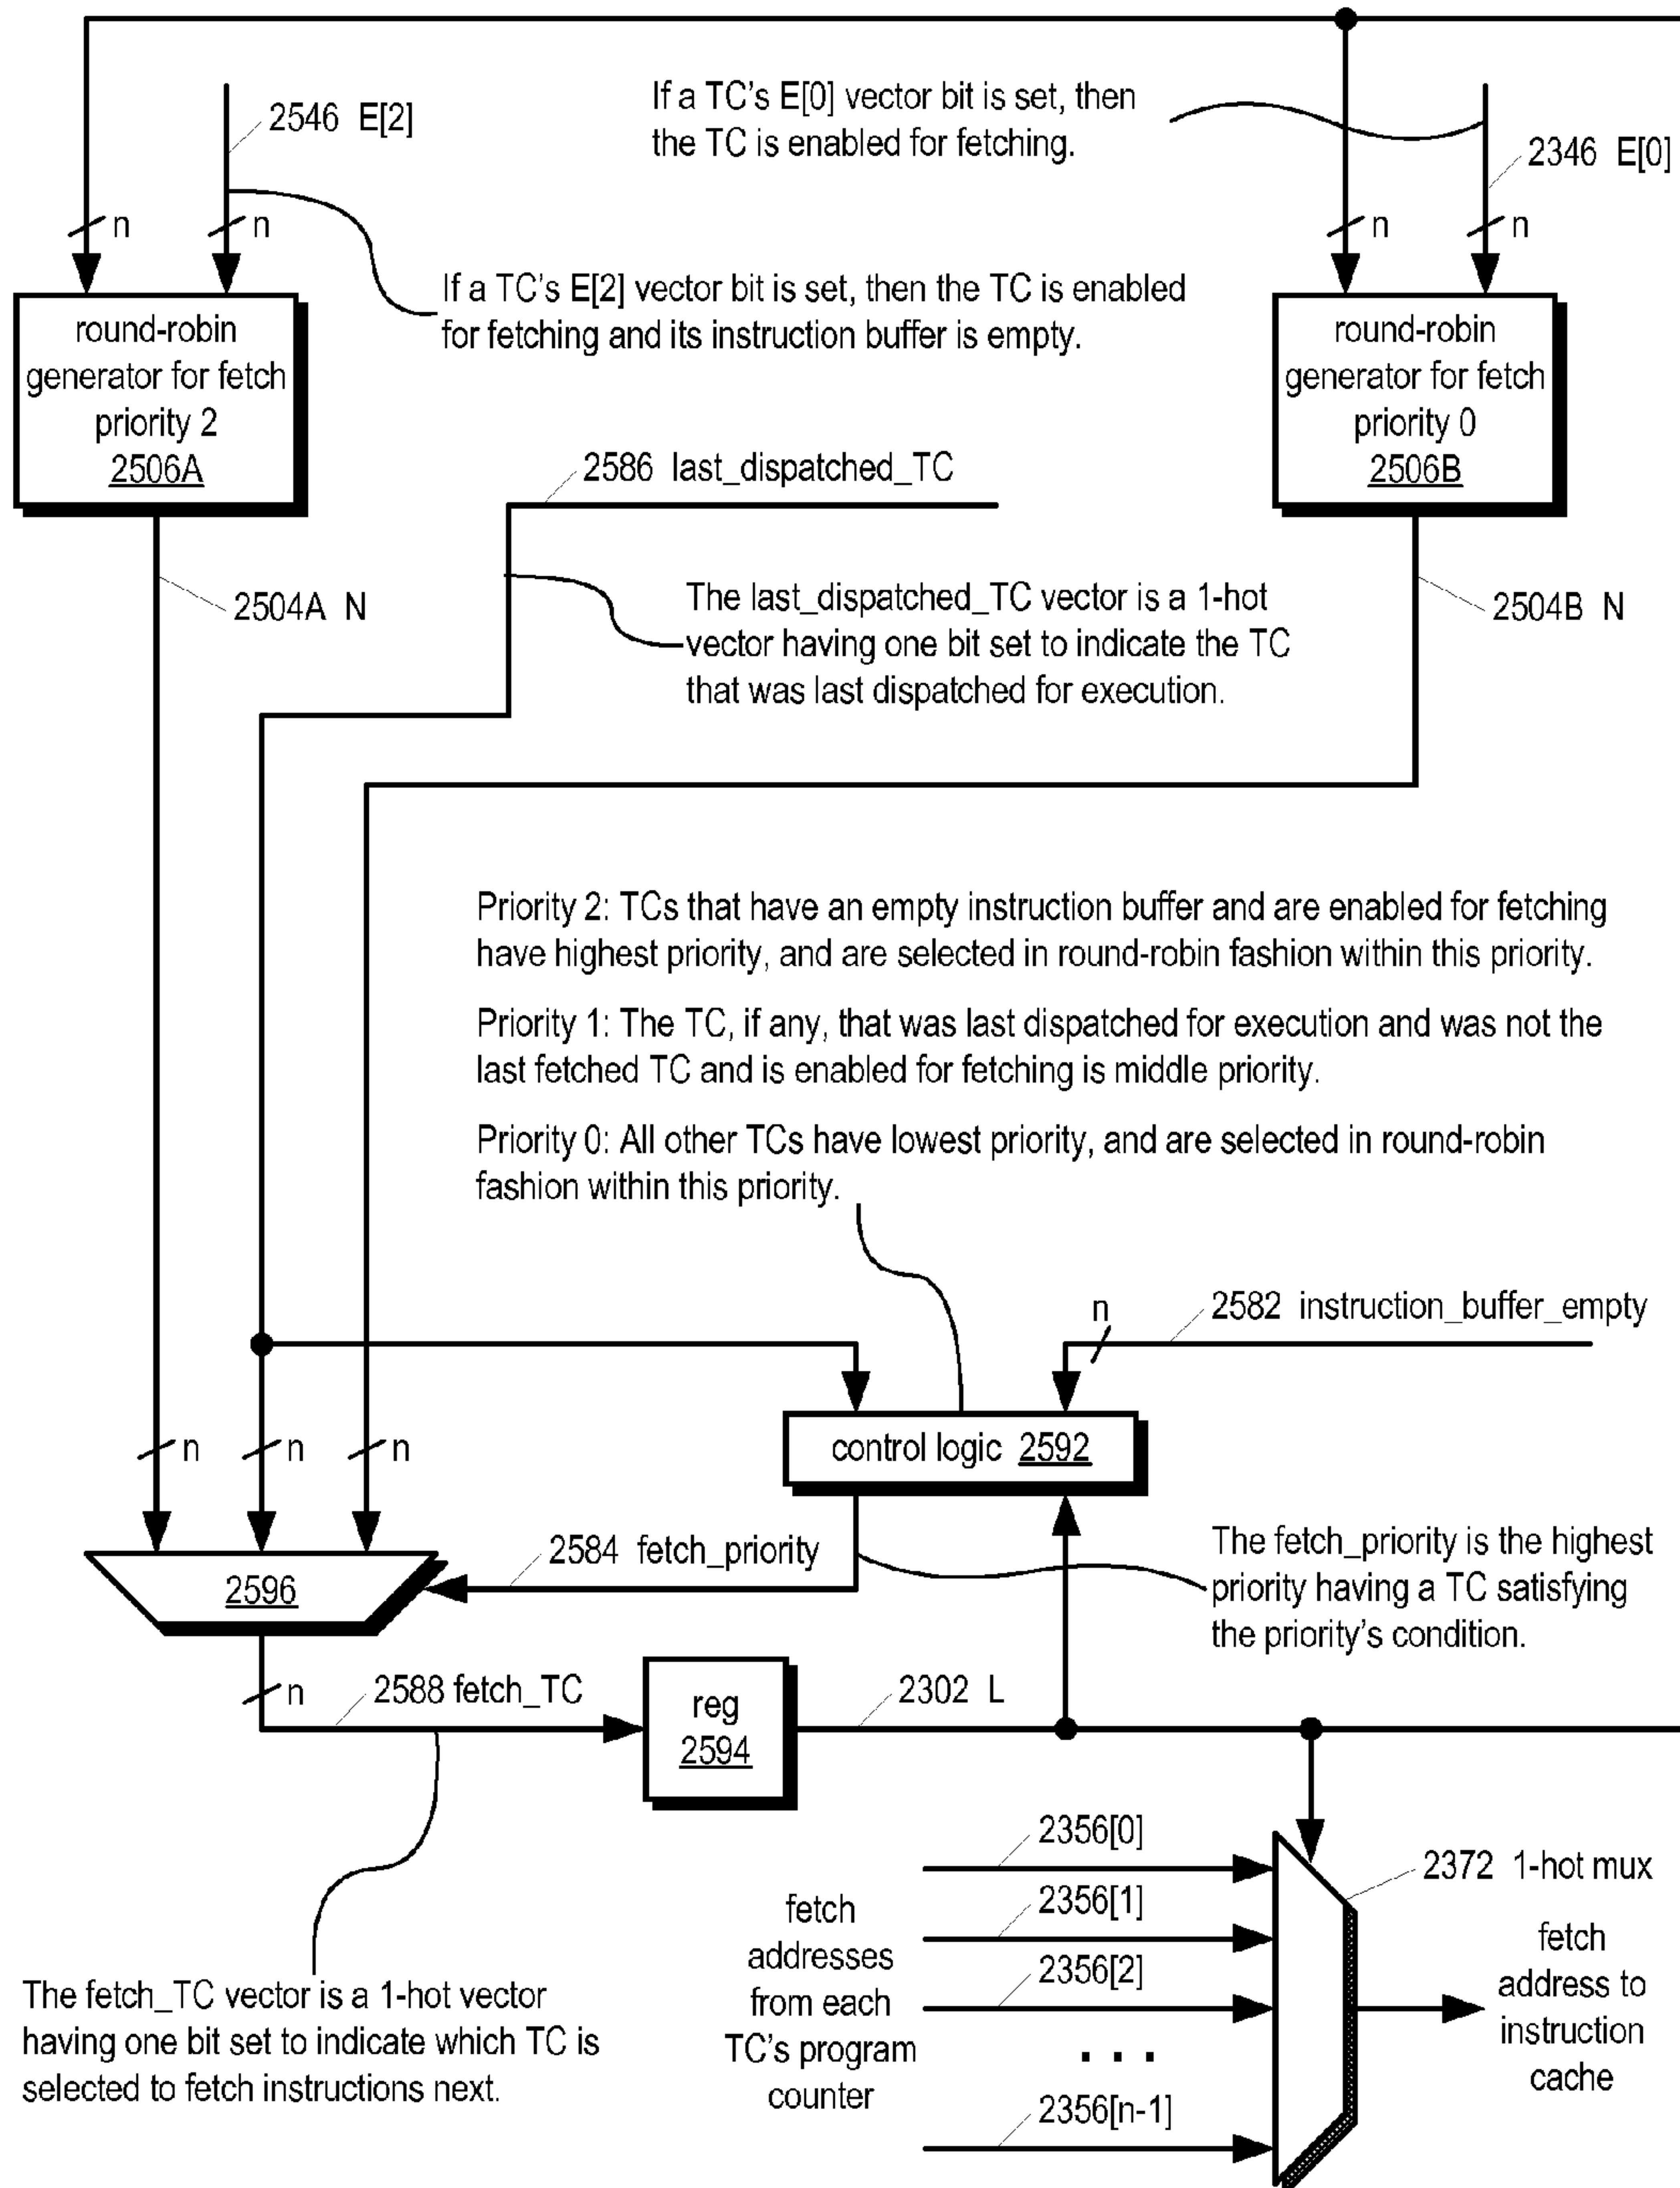 If a TC's E[0] vector bit is set, then
the TC is enabled for fetching.
2546 E[2]
2346 E[0]
n
n
n
n
If a TC's E[2] vector bit is set, then the TC is enabled
for fetching and its instruction buffer is empty.
round-robin
generator for fetch
priority 2
2506A
round-robin
generator for fetch
priority 0
2506B
2586 last_dispatched_TC
2504A N
The last_dispatched_TC vector is a 1-hot
vector having one bit set to indicate the TC
that was last dispatched for execution.
2504B N
Priority 2: TCs that have an empty instruction buffer and are enabled for fetching
have highest priority, and are selected in round-robin fashion within this priority.
Priority 1: The TC, if any, that was last dispatched for execution and was not the
last fetched TC and is enabled for fetching is middle priority.
Priority 0: All other TCs have lowest priority, and are selected in round-robin
fashion within this priority.
n
2582 instruction_buffer_empty
n
n
n
control logic 2592
2584 fetch_priority
The fetch_priority is the highest
priority having a TC satisfying
the priority's condition.
2596
n
2588 fetch_TC
reg
2594
2302 L
2356[0]
2372 1-hot mux
fetch
addresses
from each
TC's program
counter
2356[1]
2356[2]
. . .
2356[n-1]
fetch
address to
instruction
cache
The fetch_TC vector is a 1-hot vector
having one bit set to indicate which TC is
selected to fetch instructions next.